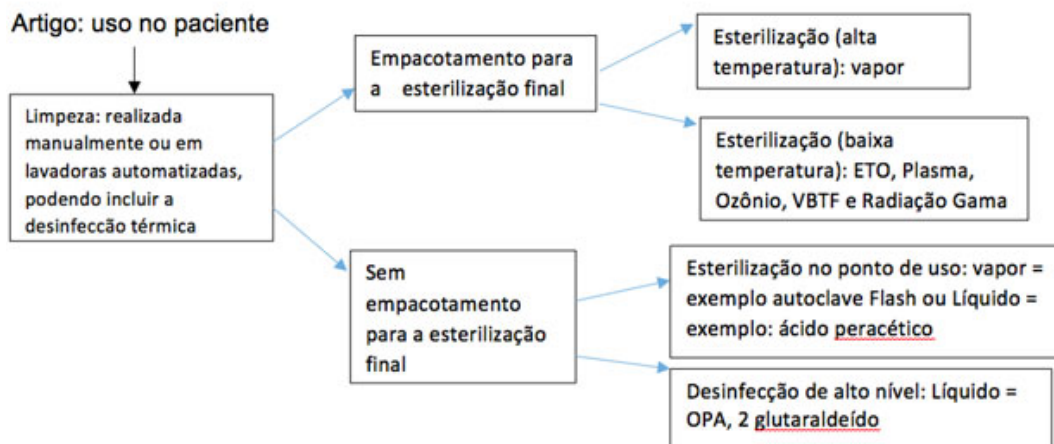 Artigo: uso no paciente
Limpeza: realizada
manualmente ou em
lavadoras automatizadas,
podendo incluir a
desinfecção térmica
Empacotamento para
a esterilização final
Esterilização (alta
temperatura): vapor
Esterilização (baixa
temperatura): ETO, Plasma,
Ozônio, VBTF e Radiação Gama
Sem
empacotamento
para a esterilização
final
Esterilização no ponto de uso: vapor =
exemplo autoclave Flash ou Líquido =
exemplo: ácido peracético
Desinfecção de alto nível: Líquido =
OPA, 2 glutaraldeído